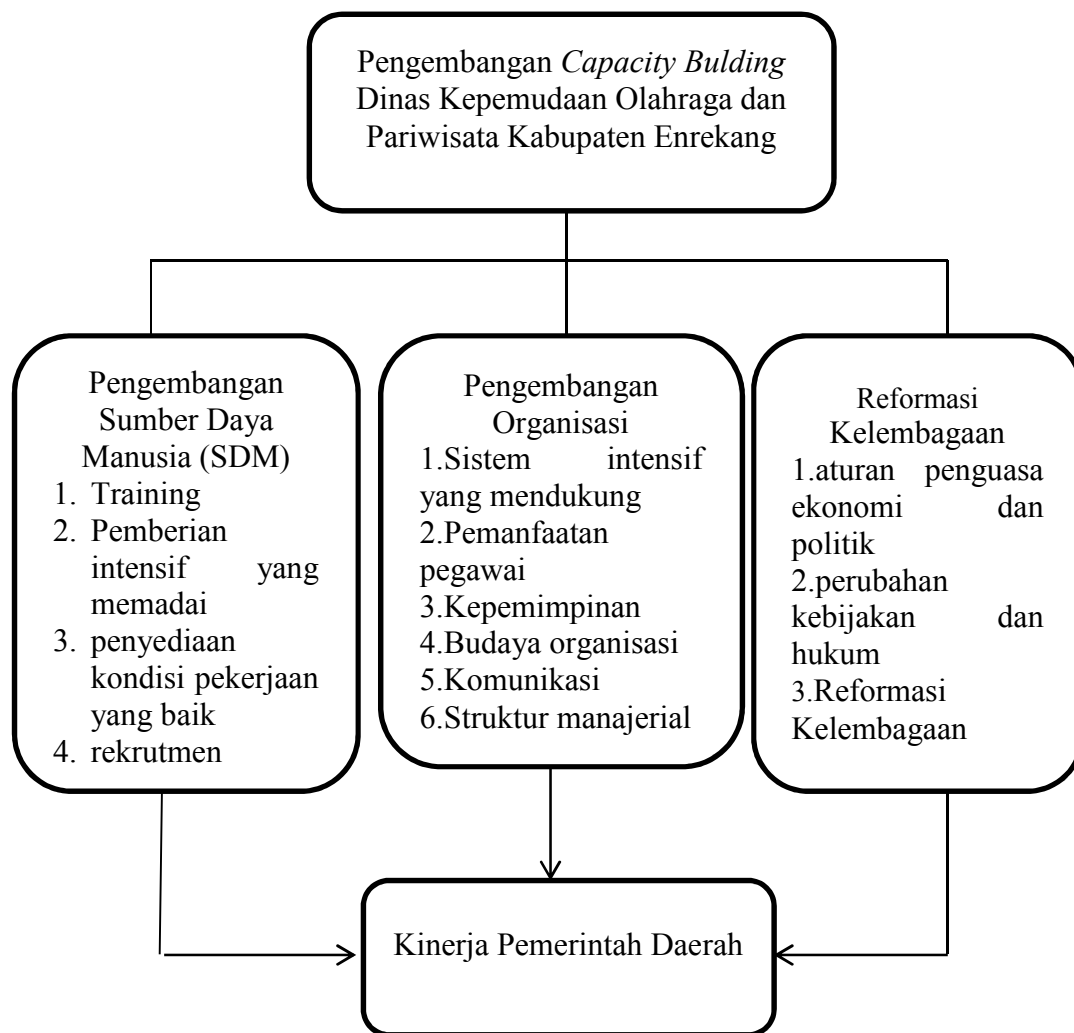 Pengembangan Capacity Bulding
Dinas Kepemudaan Olahraga dan
Pariwisata Kabupaten Enrekang
Pengembangan
Sumber Daya
Manusia (SDM)
1. Training
2. Pemberian
intensif yang
memadai
3. penyediaan
kondisi pekerjaan
yang baik
4. rekrutmen
Pengembangan
Organisasi
1.Sistem intensif
yang mendukung
2.Pemanfaatan
pegawai
3.Kepemimpinan
4.Budaya organisasi
5.Komunikasi
6.Struktur manajerial
Reformasi
Kelembagaan
1.aturan penguasa
ekonomi dan
politik
2.perubahan
kebijakan dan
hukum
3.Reformasi
Kelembagaan
Kinerja Pemerintah Daerah